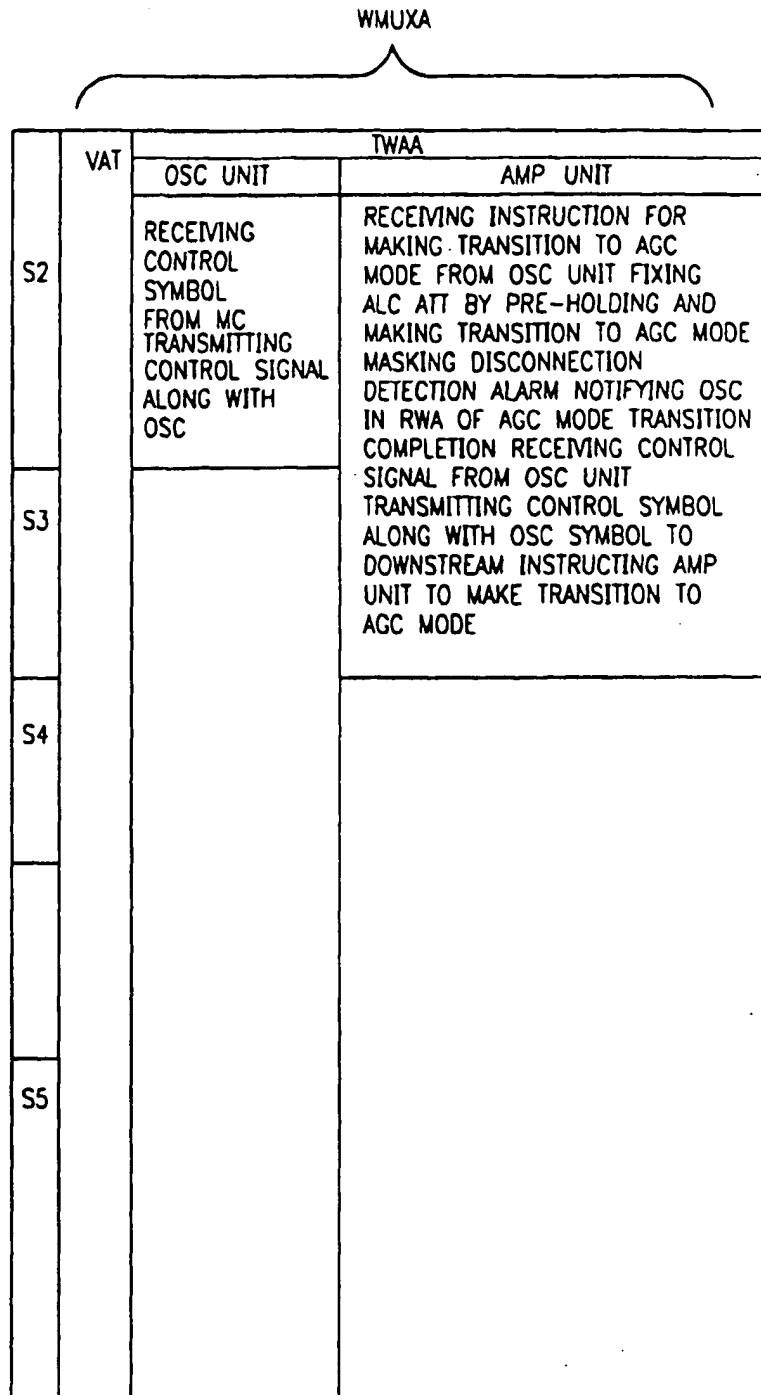 WMUXA
VAT
TWAA
OSC UNIT
AMP UNIT
S2
RECEIVING
CONTROL
SYMBOL
FROM MC
TRANSMITTING
CONTROL SIGNAL
ALONG WITH
OSC
RECEIVING INSTRUCTION FOR
MAKING TRANSITION TO AGC
MODE FROM OSC UNIT FIXING
ALC ATT BY PRE-HOLDING AND
MAKING TRANSITION TO AGC MODE
MASKING DISCONNECTION
DETECTION ALARM NOTIFYING OSC
IN RWA OF AGC MODE TRANSITION
COMPLETION RECEIVING CONTROL
SIGNAL FROM OSC UNIT
TRANSMITTING CONTROL SYMBOL
ALONG WITH OSC SYMBOL TO
DOWNSTREAM INSTRUCTING AMP
UNIT TO MAKE TRANSITION TO
AGC MODE
S3
S4
S5